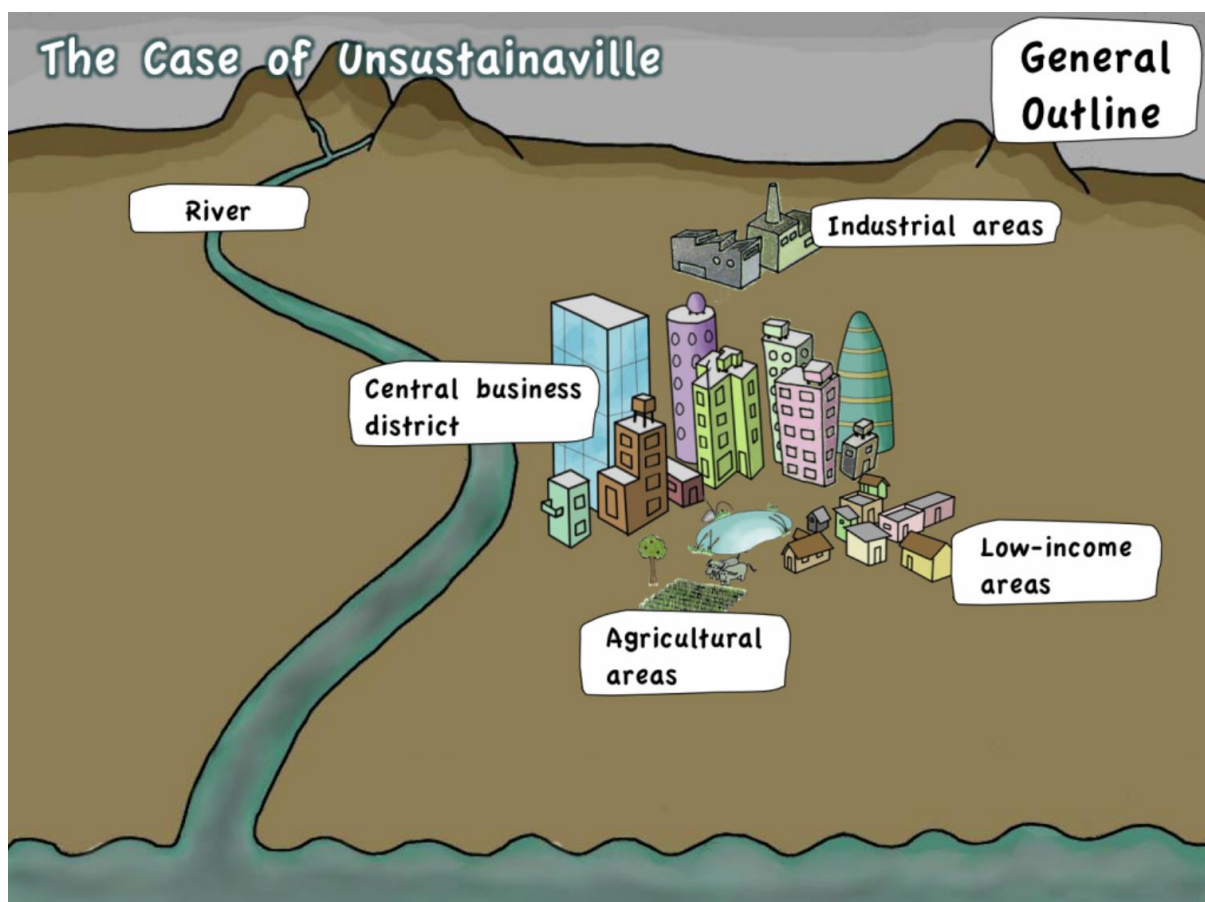 The Case of Unsustainaville
General
Outline
River
Industrial areas
Central business
district
Low-income
areas
Agricultural
areas